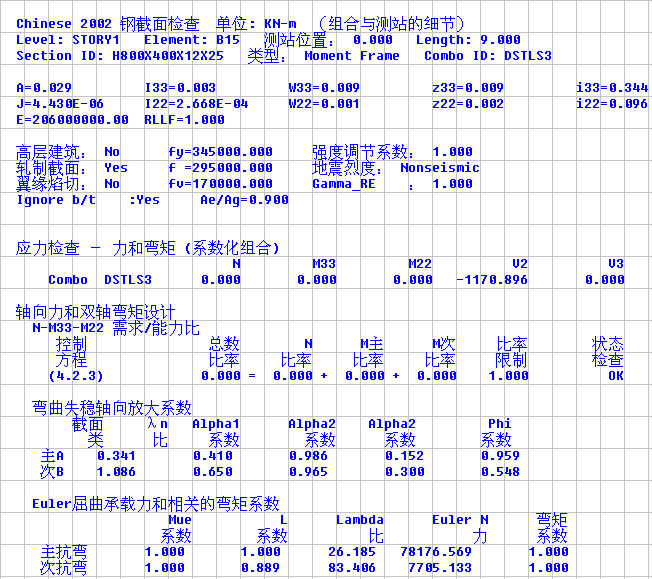 Chinese 2002 钢截面检查 单位: KN-m （组合与测站的细节）
Level: STORY1 Element: B15 测站位置: 0.000 Length: 9.000
Section ID: H800X400X12X25 类型: Moment Frame Combo ID: DSTLS3
A=0.029 I33=0.003 W33=0.009 z33=0.009 i33=0.344
J=4.430E-06 I22=2.668E-04 W22=0.001 z22=0.002 i22=0.096
E=206000000.00 RLLF=1.000
高层建筑: No fy=345000.000 强度调节系数: 1.000
轧制截面: Yes f =295000.000 地震烈度: Nonseismic
翼缘焰切: No fv=170000.000 Gamma_RE : 1.000
Ignore b/t :Yes Ae/Ag=0.900
应力检查 - 力和弯矩 (系数化组合)
N M33 M22 V2 V3
Combo DSTLS3 0.000 0.000 0.000 -1170.896 0.000
轴向力和双轴弯矩设计
N-M33-M22 需求/能力比
控制 总数 N M主 M次 比率 状态
方程 比率 比率 比率 比率 限制 检查
(4.2.3) 0.000 = 0.000 + 0.000 + 0.000 1.000 OK
弯曲失稳轴向放大系数
截面 λn Alpha1 Alpha2 Alpha2 Phi
类 比 系数 系数 系数 系数
主A 0.341 0.410 0.986 0.152 0.959
次B 1.086 0.650 0.965 0.300 0.548
Euler屈曲承载力和相关的弯矩系数
Mue L Lambda Euler N 弯矩
系数 系数 比 力 系数
主抗弯 1.000 1.000 26.185 78176.569 1.000
次抗弯 1.000 0.889 83.406 7705.133 1.000